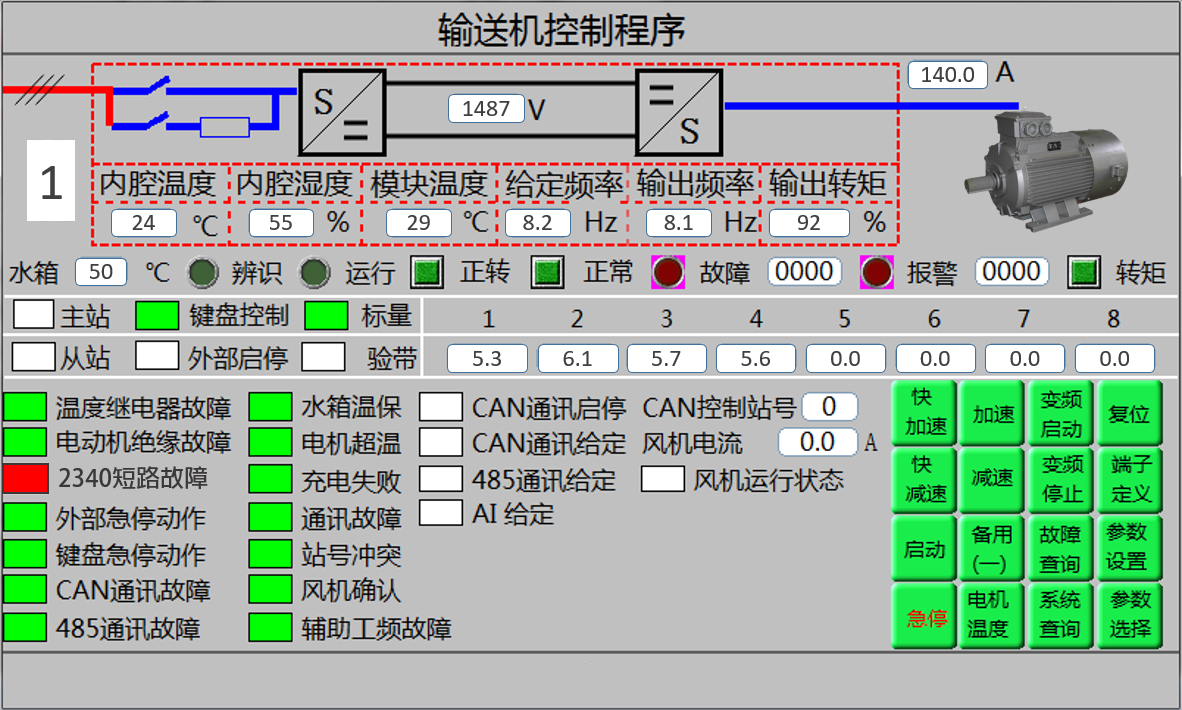 输送机控制程序
140.0 A
S
1487 V
S
1
内腔温度 内腔湿度 模块温度 给定频率 输出频率 输出转矩
24 ℃ 55 % 29 ℃ 8.2 Hz 8.1 Hz 92 %
水箱 50 ℃ 辨识 运行 正转 正常 故障 0000 报警 0000 转矩
主站 键盘控制 标量 1 2 3 4 5 6 7 8
从站 外部启停 验带 5.3 6.1 5.7 5.6 0.0 0.0 0.0 0.0
温度继电器故障 水箱温保 CAN通讯启停 CAN控制站号 0
电动机绝缘故障 电机超温 CAN通讯给定 风机电流 0.0 A
2340短路故障 充电失败 485通讯给定 风机运行状态
外部急停动作 通讯故障 AI 给定
键盘急停动作 站号冲突
CAN通讯故障 风机确认
485通讯故障 辅助工频故障
快 加速 变频 复位
加速 启动
快 减速 变频 端子
减速 停止 定义
启动 备用 故障 参数
(一) 查询 设置
急停 电机 系统 参数
温度 查询 选择